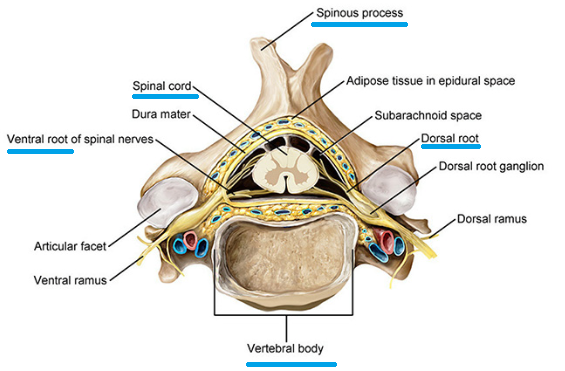 Spinous process
Spinal cord
Adipose tissue in epidural space
Dura mater
Subarachnoid space
Ventral root of spinal nerves
Dorsal root
Dorsal root ganglion
Dorsal ramus
Articular facet
Ventral ramus
Vertebral body